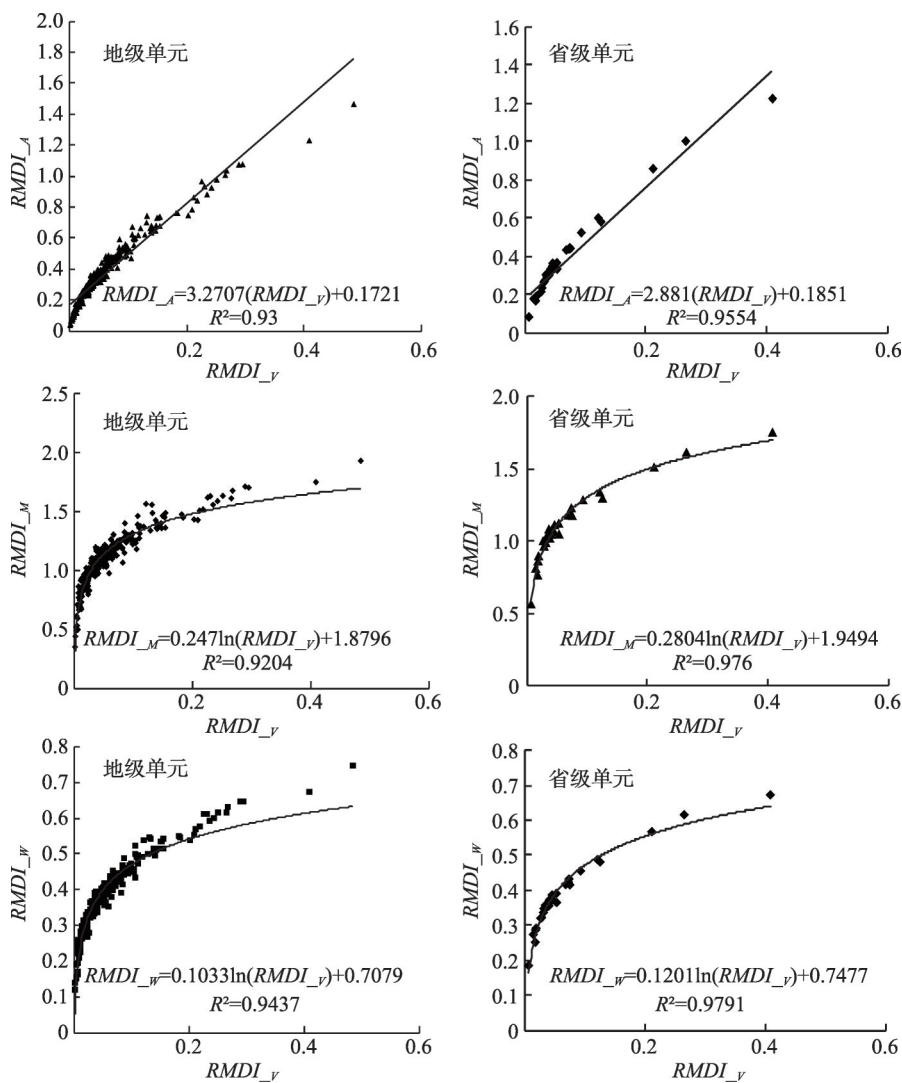 地级单元
2.0
1.8
1.6
1.4
1.2
1.0
0.8
0.6
0.4
0.2
0
RMDI_A
RMDI_A=3.2707(RMDI_V)+0.1721
R²=0.93
0.2
0.4
0.6
RMDI_V
省级单元
1.6
1.4
1.2
1.0
0.8
0.6
0.4
0.2
0
RMDI_A
RMDI_A=2.881(RMDI_V)+0.1851
R²=0.9554
0.2
0.4
0.6
RMDI_V
地级单元
2.5
2.0
1.5
1.0
0.5
0
RMDI_M
RMDI_M=0.247ln(RMDI_V)+1.8796
R²=0.9204
0.2
0.4
0.6
RMDI_V
省级单元
2.0
1.5
1.0
0.5
0
RMDI_M
RMDI_M=0.2804ln(RMDI_V)+1.9494
R²=0.976
0.2
0.4
0.6
RMDI_V
地级单元
0.8
0.7
0.6
0.5
0.4
0.3
0.2
0.1
0
RMDI_W
RMDI_W=0.1033ln(RMDI_V)+0.7079
R²=0.9437
0.2
0.4
0.6
RMDI_V
省级单元
0.8
0.7
0.6
0.5
0.4
0.3
0.2
0.1
0
RMDI_W
RMDI_W=0.1201ln(RMDI_V)+0.7477
R²=0.9791
0.2
0.4
0.6
RMDI_V